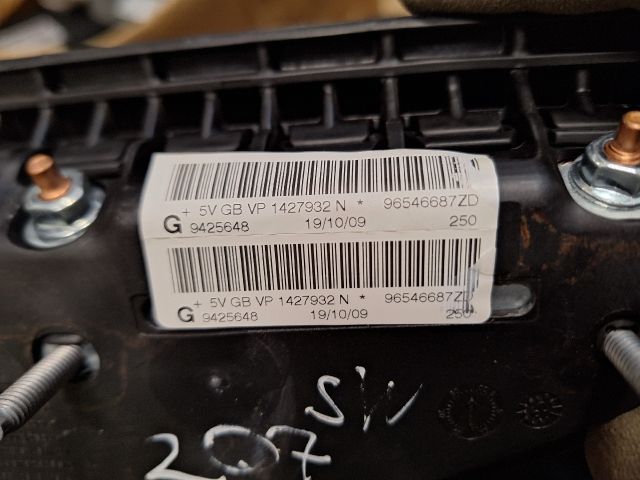 + 5V GB VP 1427932 N * 96546687ZD
G 9425648 19/10/09 250
+ 5V GB VP 1427932 N * 96546687ZD
G 9425648 19/10/09 250
SW
207